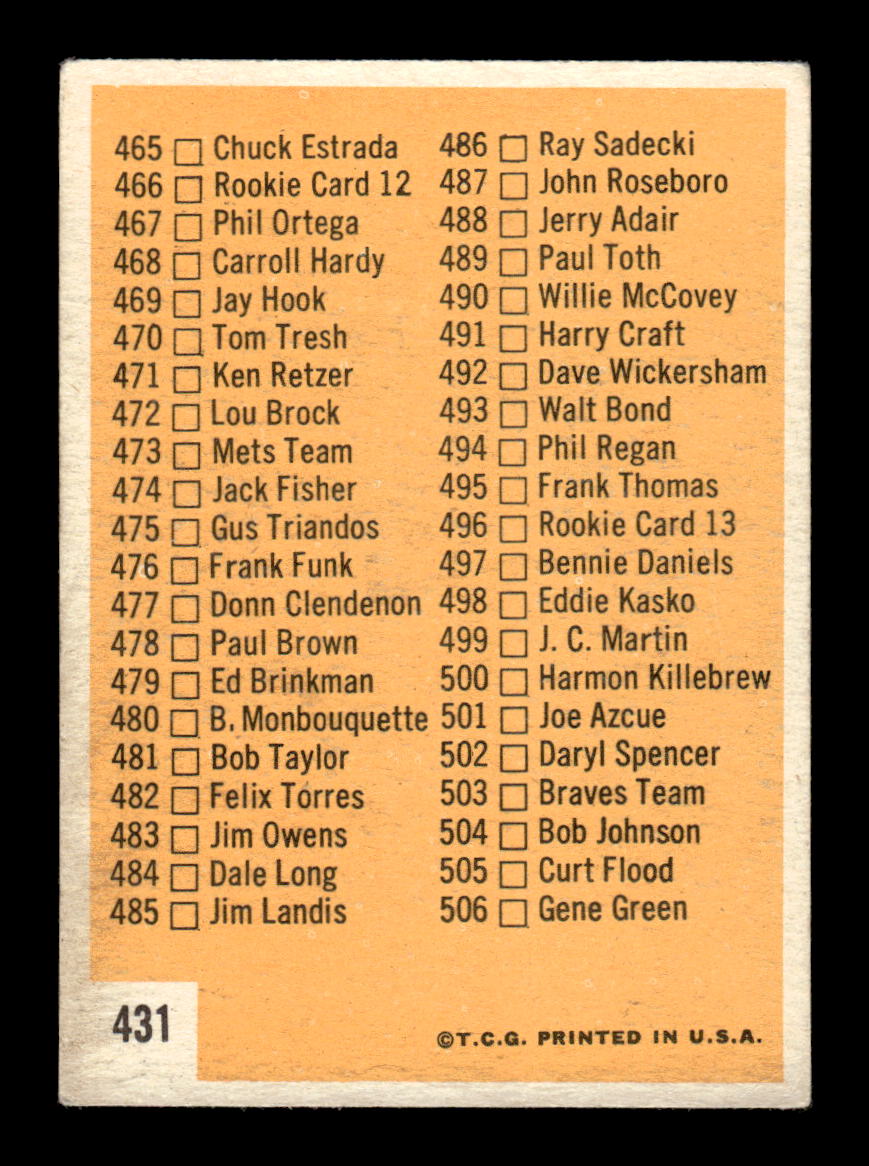 465 Chuck Estrada
466 Rookie Card 12
467 Phil Ortega
468 Carroll Hardy
469 Jay Hook
470 Tom Tresh
471 Ken Retzer
472 Lou Brock
473 Mets Team
474 Jack Fisher
475 Gus Triandos
476 Frank Funk
477 Donn Clendenon
478 Paul Brown
479 Ed Brinkman
480 B. Monbouquette
481 Bob Taylor
482 Felix Torres
483 Jim Owens
484 Dale Long
485 Jim Landis
486 Ray Sadecki
487 John Roseboro
488 Jerry Adair
489 Paul Toth
490 Willie McCovey
491 Harry Craft
492 Dave Wickersham
493 Walt Bond
494 Phil Regan
495 Frank Thomas
496 Rookie Card 13
497 Bennie Daniels
498 Eddie Kasko
499 J. C. Martin
500 Harmon Killebrew
501 Joe Azcue
502 Daryl Spencer
503 Braves Team
504 Bob Johnson
505 Curt Flood
506 Gene Green
431
©T.C.G. PRINTED IN U.S.A.